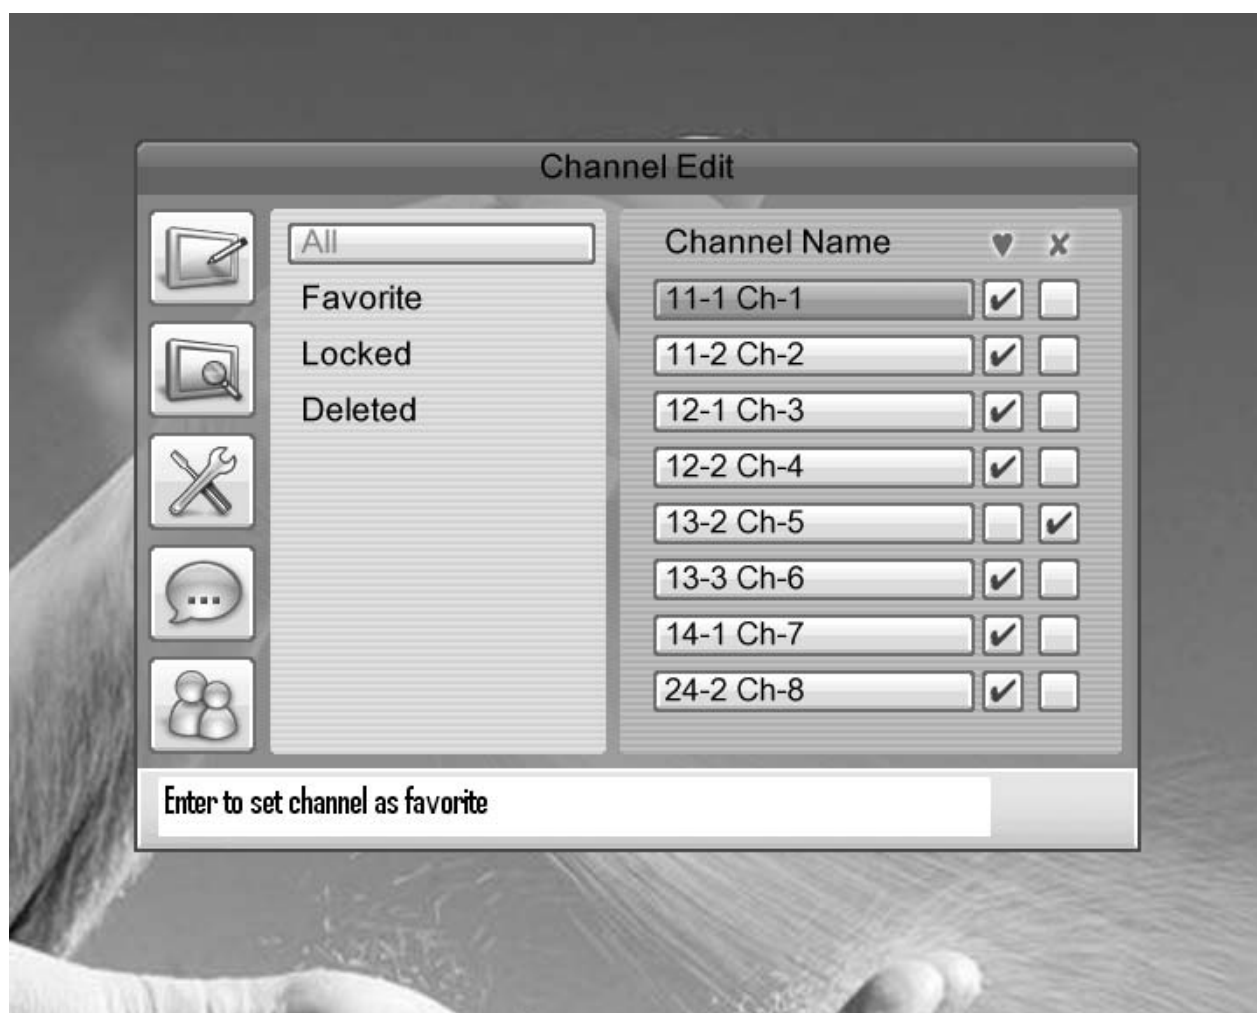 Channel Edit
All
Favorite
Locked
Deleted
Channel Name
11-1 Ch-1
11-2 Ch-2
12-1 Ch-3
12-2 Ch-4
13-2 Ch-5
13-3 Ch-6
14-1 Ch-7
24-2 Ch-8
Enter to set channel as favorite